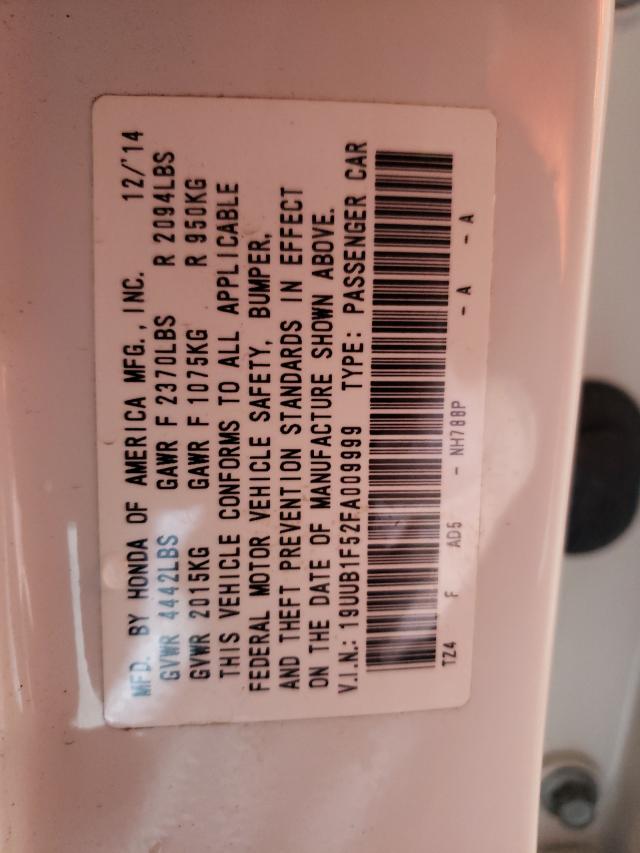 MFD. BY HONDA OF AMERICA MFG., INC. 12/'14
GVWR 4442LBS GAWR F 2370LBS R 2094LBS
GVWR 2015KG GAWR F 1075KG R 950KG
THIS VEHICLE CONFORMS TO ALL APPLICABLE
FEDERAL MOTOR VEHICLE SAFETY, BUMPER,
AND THEFT PREVENTION STANDARDS IN EFFECT
ON THE DATE OF MANUFACTURE SHOWN ABOVE.
V.I.N.: 19UUB1F52FA009999 TYPE: PASSENGER CAR
TZ4 F AD5 - NH788P - A - A